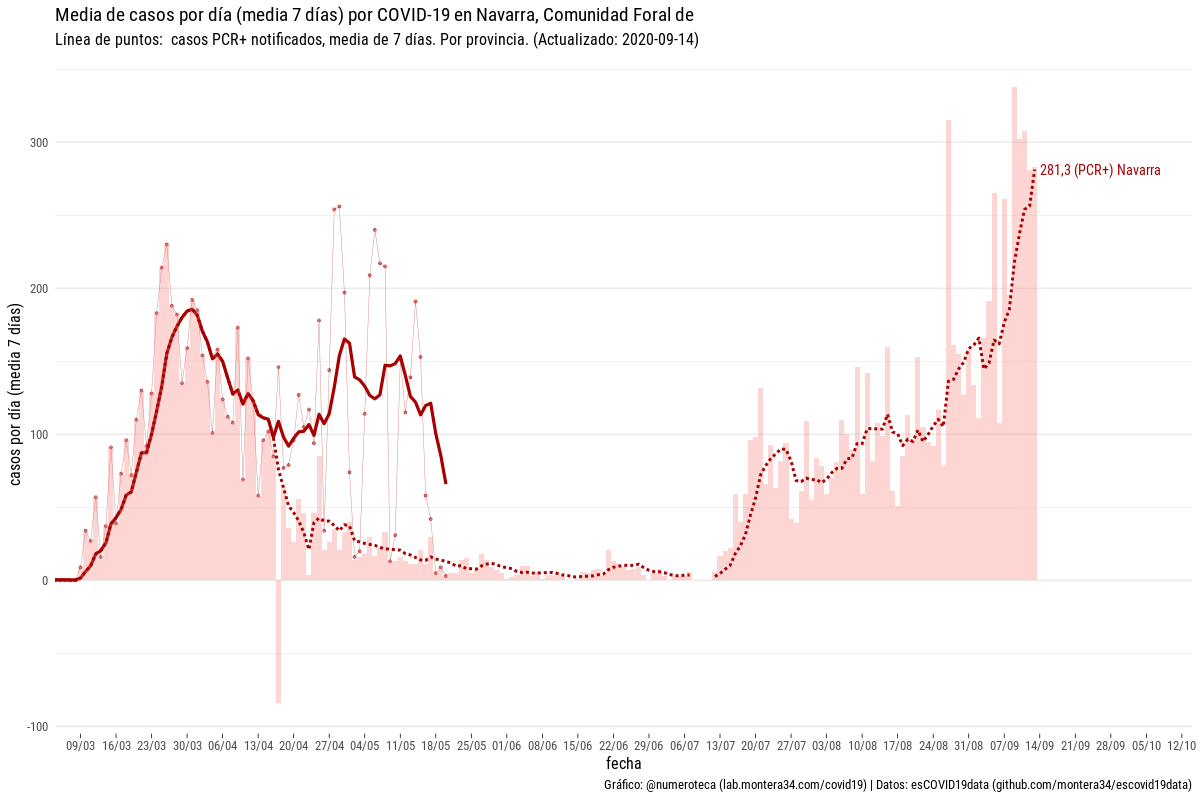 Media de casos por día (media 7 días) por COVID-19 en Navarra, Comunidad Foral de
Línea de puntos:  casos PCR+ notificados, media de 7 días. Por provincia. (Actualizado: 2020-09-14)
casos por día (media 7 días)
300
200
100
0
-100
281,3 (PCR+) Navarra
09/03 16/03 23/03 30/03 06/04 13/04 20/04 27/04 04/05 11/05 18/05 25/05 01/06 08/06 15/06 22/06 29/06 06/07 13/07 20/07 27/07 03/08 10/08 17/08 24/08 31/08 07/09 14/09 21/09 28/09 05/10 12/10
fecha
Gráfico: @numeroteca (lab.montera34.com/covid19) | Datos: esCOVID19data (github.com/montera34/escovid19data)